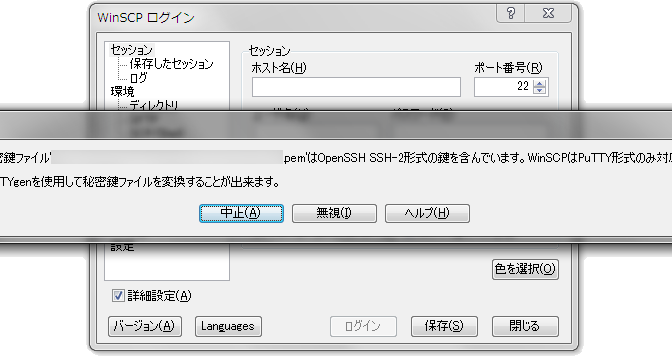 WinSCP ログイン
セッション
保存したセッション
ログ
環境
ディレクトリ
セッション
ホスト名(H)
ポート番号(R)
22
密鍵ファイル'.pem'はOpenSSH SSH-2形式の鍵を含んでいます。WinSCPはPuTTY形式のみ対応
TYgenを使用して秘密鍵ファイルを変換することが出来ます。
中止(A)
無視(I)
ヘルプ(H)
設定
色を選択(O)
詳細設定(A)
バージョン(A)
Languages
ログイン
保存(S)
閉じる